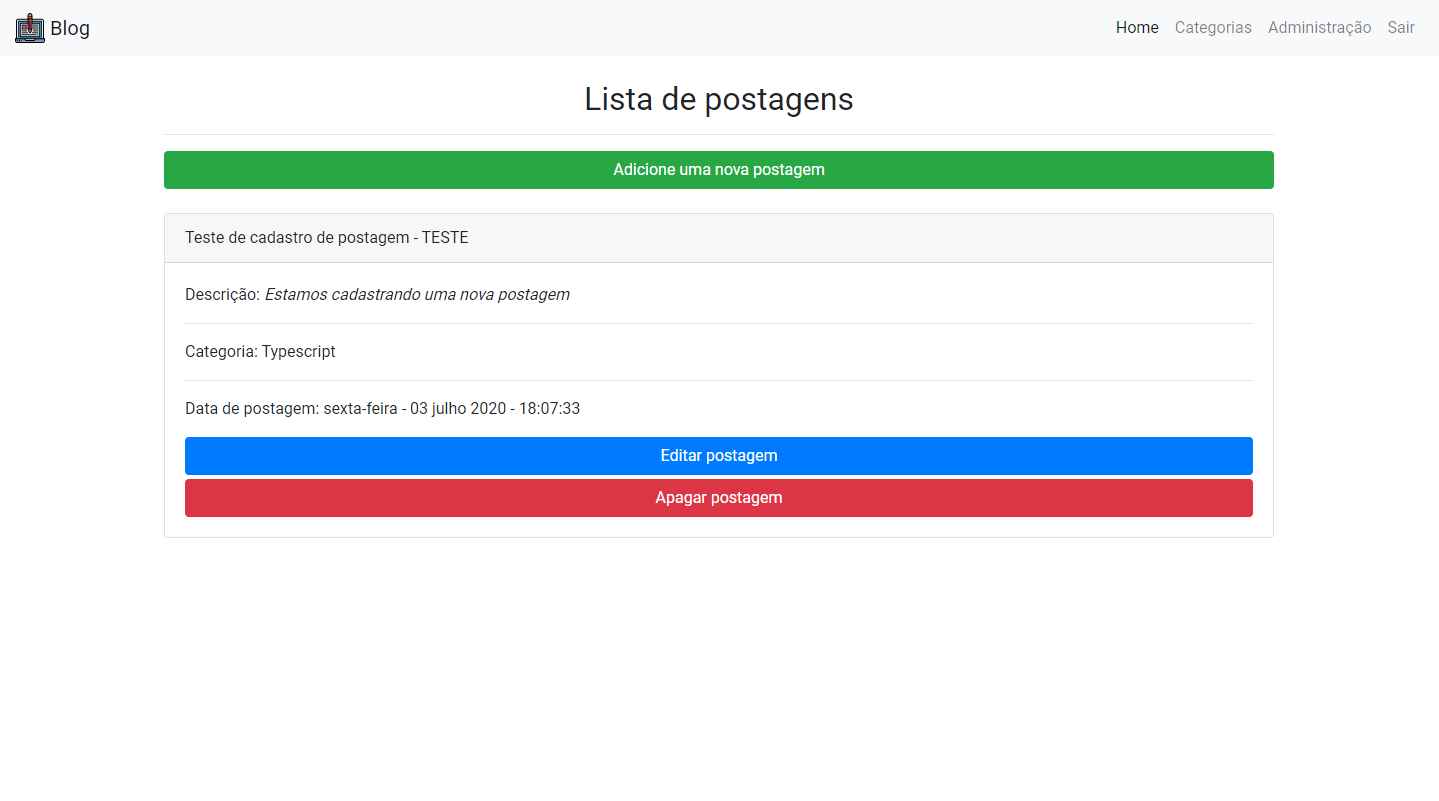 Blog
Home Categorias Administração Sair
Lista de postagens
Adicione uma nova postagem
Teste de cadastro de postagem - TESTE
Descrição: Estamos cadastrando uma nova postagem
Categoria: Typescript
Data de postagem: sexta-feira - 03 julho 2020 - 18:07:33
Editar postagem
Apagar postagem